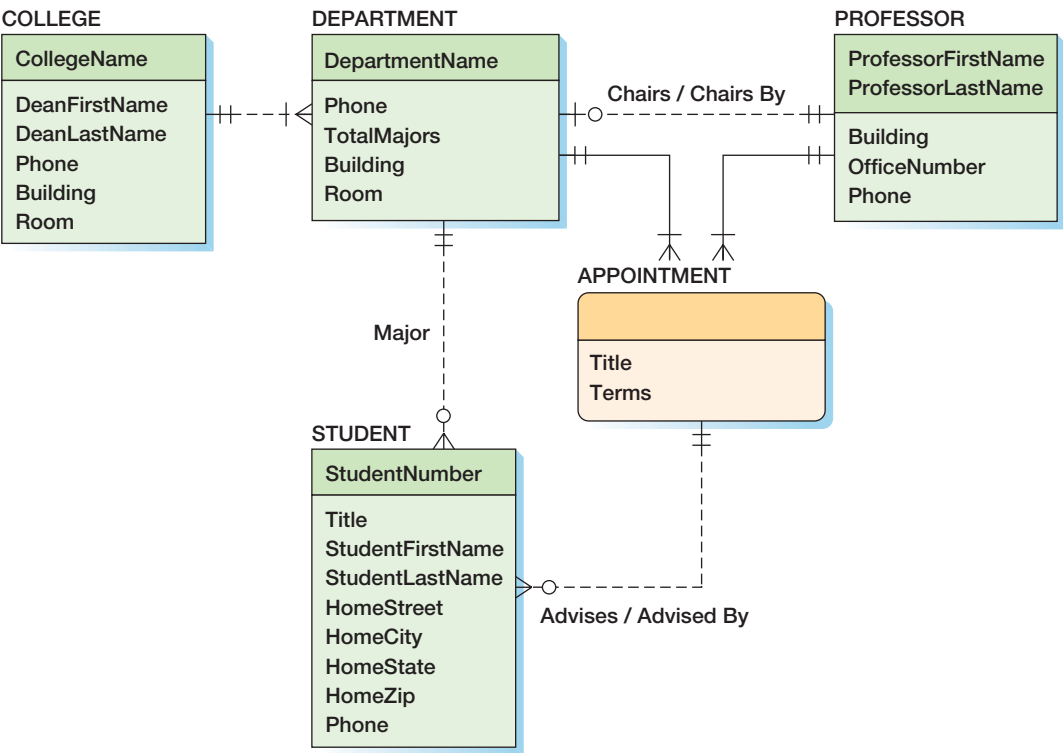 COLLEGE
CollegeName
DeanFirstName
DeanLastName
Phone
Building
Room
DEPARTMENT
DepartmentName
Phone
TotalMajors
Building
Room
Chairs / Chairs By
PROFESSOR
ProfessorFirstName
ProfessorLastName
Building
OfficeNumber
Phone
APPOINTMENT
Title
Terms
Major
STUDENT
StudentNumber
Title
StudentFirstName
StudentLastName
HomeStreet
HomeCity
HomeState
HomeZip
Phone
Advises / Advised By